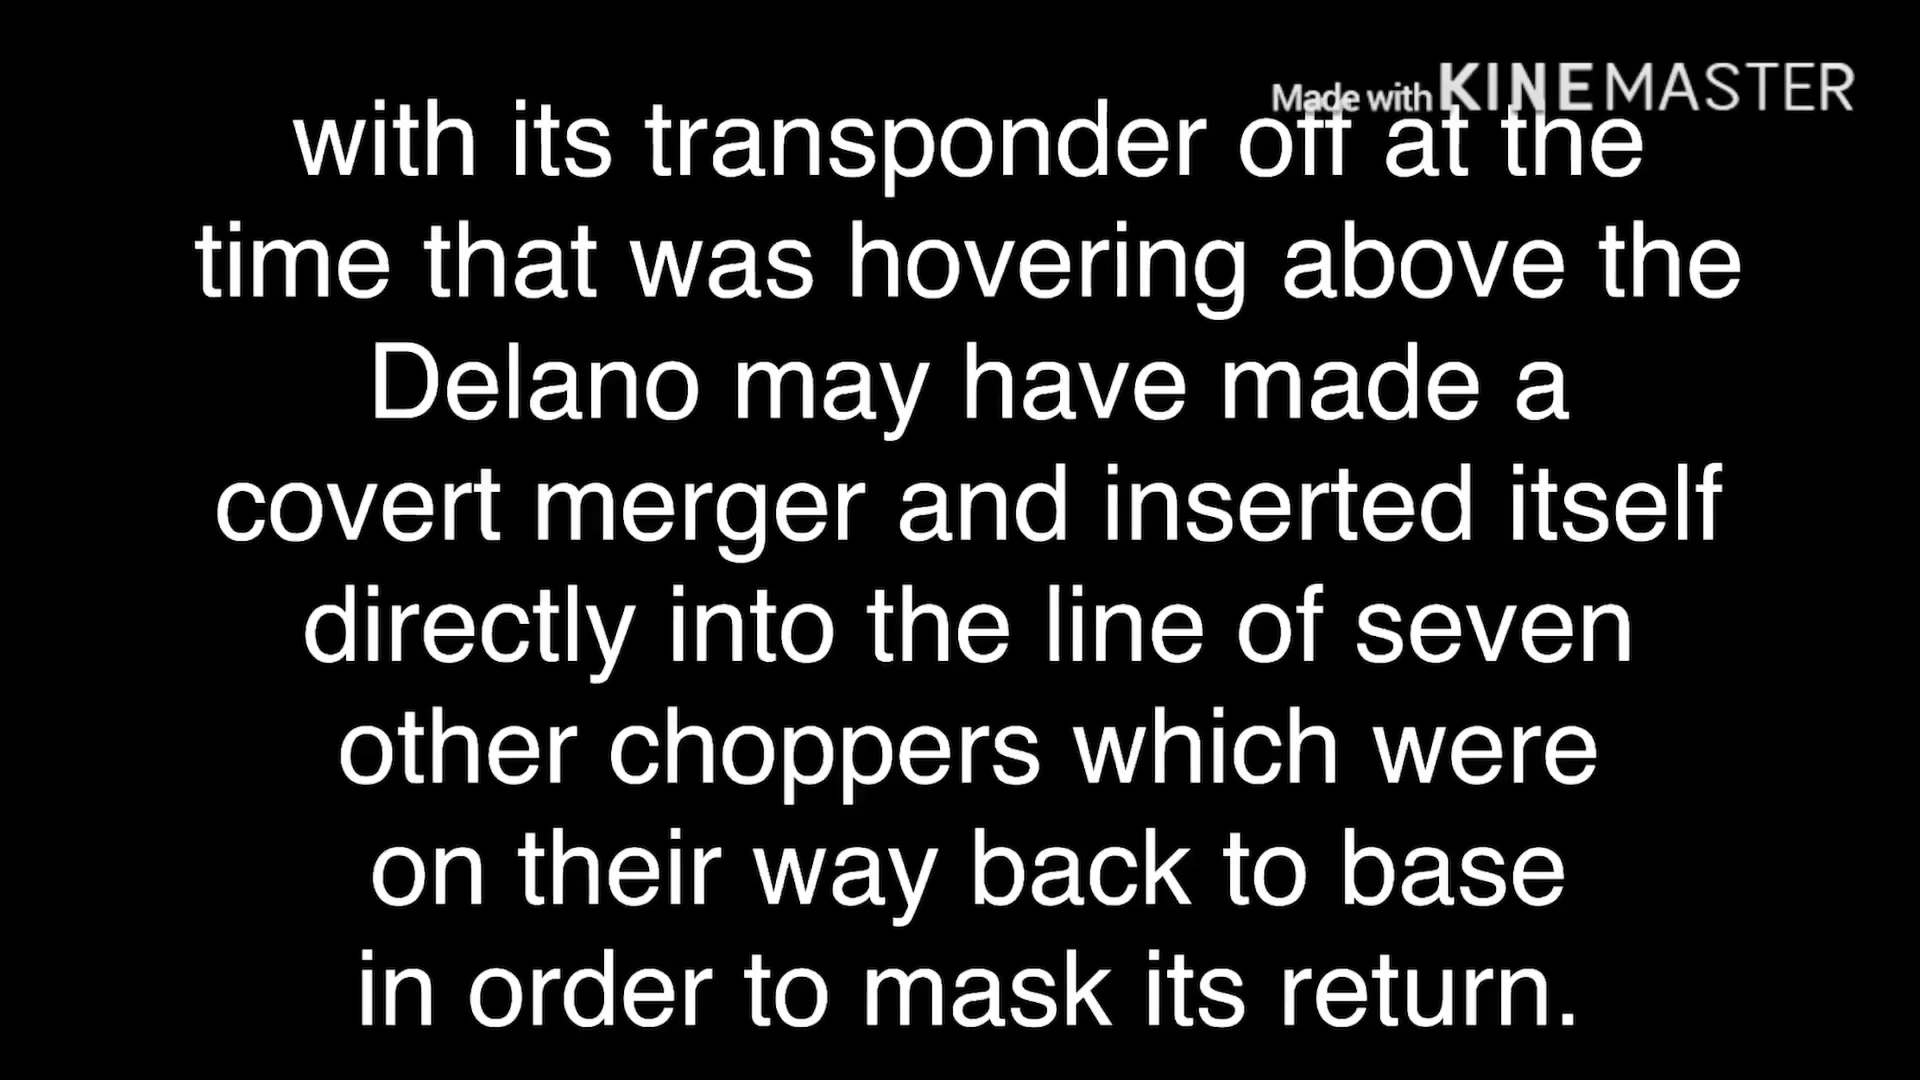 Made with KINEMASTER
with its transponder off at the
time that was hovering above the
Delano may have made a
covert merger and inserted itself
directly into the line of seven
other choppers which were
on their way back to base
in order to mask its return.